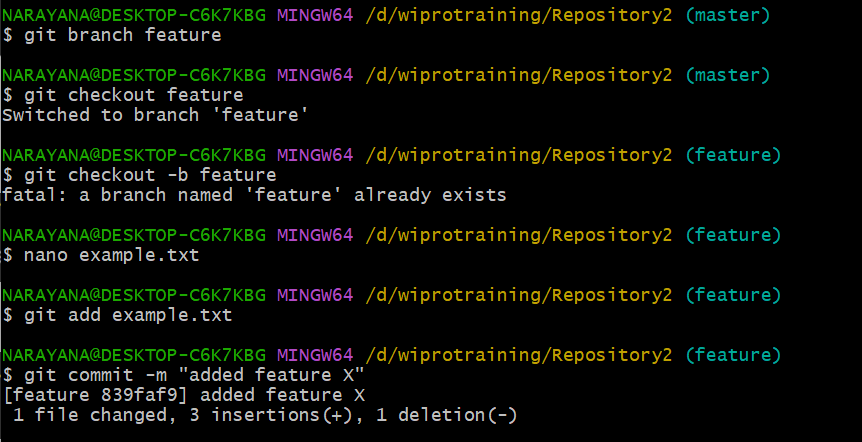 NARAYANA@DESKTOP-C6K7KBG MINGW64 /d/wiprotraining/Repository2 (master)
$ git branch feature
NARAYANA@DESKTOP-C6K7KBG MINGW64 /d/wiprotraining/Repository2 (master)
$ git checkout feature
Switched to branch 'feature'
NARAYANA@DESKTOP-C6K7KBG MINGW64 /d/wiprotraining/Repository2 (feature)
$ git checkout -b feature
fatal: a branch named 'feature' already exists
NARAYANA@DESKTOP-C6K7KBG MINGW64 /d/wiprotraining/Repository2 (feature)
$ nano example.txt
NARAYANA@DESKTOP-C6K7KBG MINGW64 /d/wiprotraining/Repository2 (feature)
$ git add example.txt
NARAYANA@DESKTOP-C6K7KBG MINGW64 /d/wiprotraining/Repository2 (feature)
$ git commit -m "added feature X"
[feature 839faf9] added feature X
1 file changed, 3 insertions(+), 1 deletion(-)